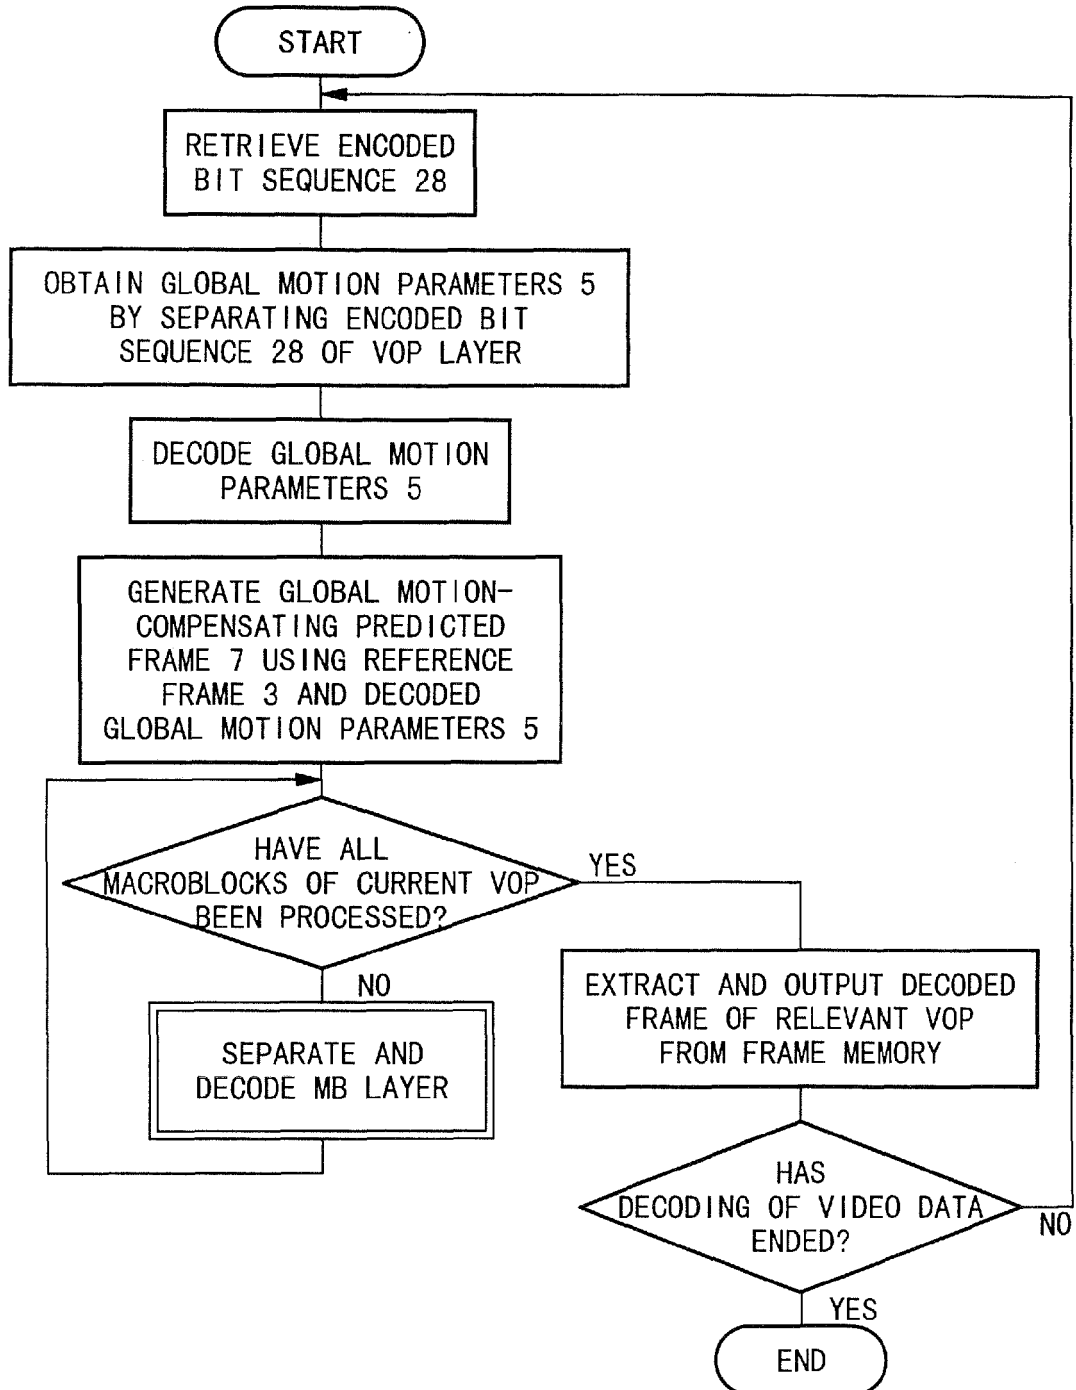 START
RETRIEVE ENCODED
BIT SEQUENCE 28
OBTAIN GLOBAL MOTION PARAMETERS 5
BY SEPARATING ENCODED BIT
SEQUENCE 28 OF VOP LAYER
DECODE GLOBAL MOTION
PARAMETERS 5
GENERATE GLOBAL MOTION-
COMPENSATING PREDICTED
FRAME 7 USING REFERENCE
FRAME 3 AND DECODED
GLOBAL MOTION PARAMETERS 5
HAVE ALL
MACROBLOCKS OF CURRENT VOP
BEEN PROCESSED?
YES
NO
SEPARATE AND
DECODE MB LAYER
EXTRACT AND OUTPUT DECODED
FRAME OF RELEVANT VOP
FROM FRAME MEMORY
HAS
DECODING OF VIDEO DATA
ENDED?
NO
YES
END